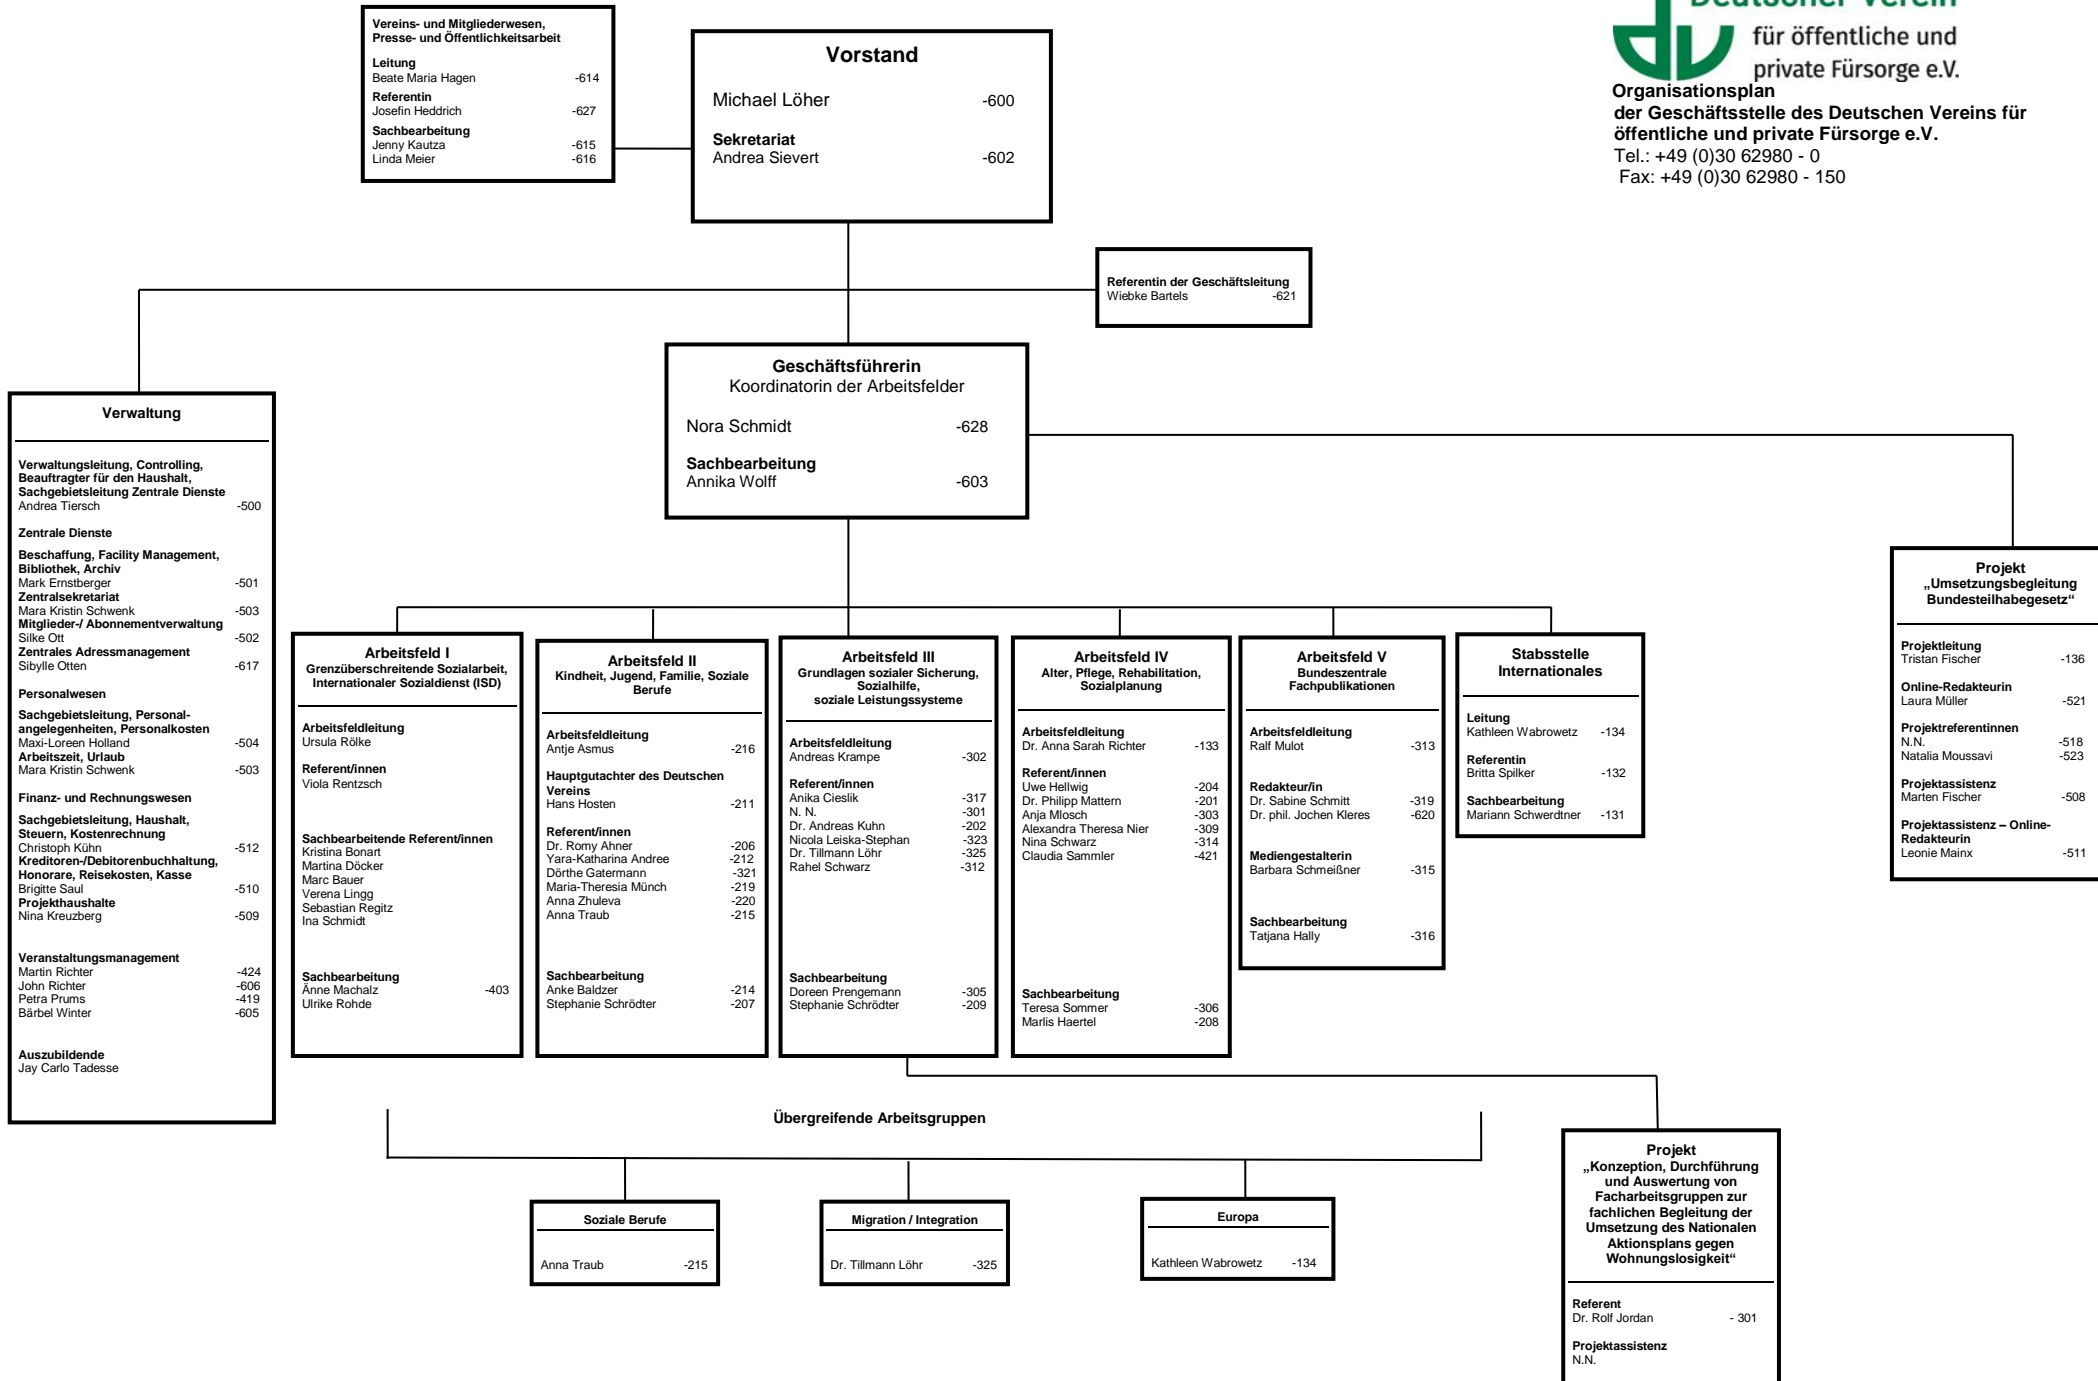 Deutscher Verein
für öffentliche und
private Fürsorge e.V.
Organisationsplan
der Geschäftsstelle des Deutschen Vereins für
öffentliche und private Fürsorge e.V.
Tel.: +49 (0)30 62980 - 0
Fax: +49 (0)30 62980 - 150
Vereins- und Mitgliederwesen,
Presse- und Öffentlichkeitsarbeit
Leitung
Beate Maria Hagen -614
Referentin
Josefin Heddrich -627
Sachbearbeitung
Jenny Kautza -615
Linda Meier -616
Vorstand
Michael Löher -600
Sekretariat
Andrea Sievert -602
Referentin der Geschäftsleitung
Wiebke Bartels -621
Geschäftsführerin
Koordinatorin der Arbeitsfelder
Nora Schmidt -628
Sachbearbeitung
Annika Wolff -603
Verwaltung
Verwaltungsleitung, Controlling,
Beauftragter für den Haushalt,
Sachgebietsleitung Zentrale Dienste
Andrea Tiersch -500
Zentrale Dienste
Beschaffung, Facility Management,
Bibliothek, Archiv
Mark Ernstberger -501
Zentralsekretariat
Mara Kristin Schwenk -503
Mitglieder-/ Abonnementverwaltung
Silke Ott -502
Zentrales Adressmanagement
Sibylle Otten -617
Personalwesen
Sachgebietsleitung, Personal-
angelegenheiten, Personalkosten
Maxi-Loreen Holland -504
Arbeitszeit, Urlaub
Mara Kristin Schwenk -503
Finanz- und Rechnungswesen
Sachgebietsleitung, Haushalt,
Steuern, Kostenrechnung
Christoph Kühn -512
Kreditoren-/Debitorenbuchhaltung,
Honorare, Reisekosten, Kasse
Brigitte Saul -510
Projekthaushalte
Nina Kreuzberg -509
Veranstaltungsmanagement
Martin Richter -424
John Richter -606
Petra Prums -419
Bärbel Winter -605
Auszubildende
Jay Carlo Tadesse
Arbeitsfeld I
Grenzüberschreitende Sozialarbeit,
Internationaler Sozialdienst (ISD)
Arbeitsfeldleitung
Ursula Rölke
Referent/innen
Viola Rentzsch
Sachbearbeitende Referent/innen
Kristina Bonart
Martina Döcker
Marc Bauer
Verena Lingg
Sebastian Regitz
Ina Schmidt
Sachbearbeitung
Änne Machalz -403
Ulrike Rohde
Arbeitsfeld II
Kindheit, Jugend, Familie, Soziale
Berufe
Arbeitsfeldleitung
Antje Asmus -216
Hauptgutachter des Deutschen
Vereins
Hans Hosten -211
Referent/innen
Dr. Romy Ahner -206
Yara-Katharina Andree -212
Dörthe Gatermann -321
Maria-Theresia Münch -219
Anna Zhuleva -220
Anna Traub -215
Sachbearbeitung
Anke Baldzer -214
Stephanie Schrödter -207
Arbeitsfeld III
Grundlagen sozialer Sicherung,
Sozialhilfe,
soziale Leistungssysteme
Arbeitsfeldleitung
Andreas Krampe -302
Referent/innen
Anika Cieslik -317
N. N. -301
Dr. Andreas Kuhn -202
Nicola Leiska-Stephan -323
Dr. Tillmann Löhr -325
Rahel Schwarz -312
Sachbearbeitung
Doreen Prengemann -305
Stephanie Schrödter -209
Arbeitsfeld IV
Alter, Pflege, Rehabilitation,
Sozialplanung
Arbeitsfeldleitung
Dr. Anna Sarah Richter -133
Referent/innen
Uwe Hellwig -204
Dr. Philipp Mattern -201
Anja Mlosch -303
Alexandra Theresa Nier -309
Nina Schwarz -314
Claudia Sammler -421
Sachbearbeitung
Teresa Sommer -306
Marlis Haertel -208
Arbeitsfeld V
Bundeszentrale
Fachpublikationen
Arbeitsfeldleitung
Ralf Mulot -313
Redakteur/in
Dr. Sabine Schmitt -319
Dr. phil. Jochen Kleres -620
Mediengestalterin
Barbara Schmeißner -315
Sachbearbeitung
Tatjana Hally -316
Stabsstelle
Internationales
Leitung
Kathleen Wabrowetz -134
Referentin
Britta Spilker -132
Sachbearbeitung
Mariann Schwerdtner -131
Projekt
„Umsetzungsbegleitung
Bundesteilhabegesetz“
Projektleitung
Tristan Fischer -136
Online-Redakteurin
Laura Müller -521
Projektreferentinnen
N.N. -518
Natalia Moussavi -523
Projektassistenz
Marten Fischer -508
Projektassistenz – Online-
Redakteurin
Leonie Mainx -511
Übergreifende Arbeitsgruppen
Soziale Berufe
Anna Traub -215
Migration / Integration
Dr. Tillmann Löhr -325
Europa
Kathleen Wabrowetz -134
Projekt
„Konzeption, Durchführung
und Auswertung von
Facharbeitsgruppen zur
fachlichen Begleitung der
Umsetzung des Nationalen
Aktionsplans gegen
Wohnungslosigkeit“
Referent
Dr. Rolf Jordan - 301
Projektassistenz
N.N.